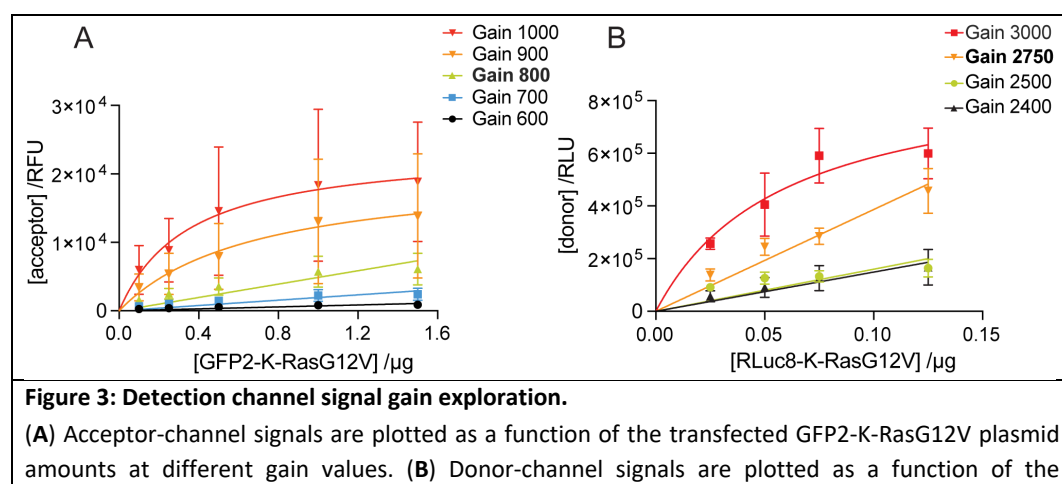 A
Gain 1000
Gain 900
Gain 800
Gain 700
Gain 600
3×10⁴
2×10⁴
1×10⁴
0
[acceptor] /RFU
0.0 0.4 0.8 1.2 1.6
[GFP2-K-RasG12V] /µg
B
Gain 3000
Gain 2750
Gain 2500
Gain 2400
8×10⁵
6×10⁵
4×10⁵
2×10⁵
0
[donor] /RLU
0.00 0.05 0.10 0.15
[RLuc8-K-RasG12V] /µg
Figure 3: Detection channel signal gain exploration.
(A) Acceptor-channel signals are plotted as a function of the transfected GFP2-K-RasG12V plasmid
amounts at different gain values. (B) Donor-channel signals are plotted as a function of the